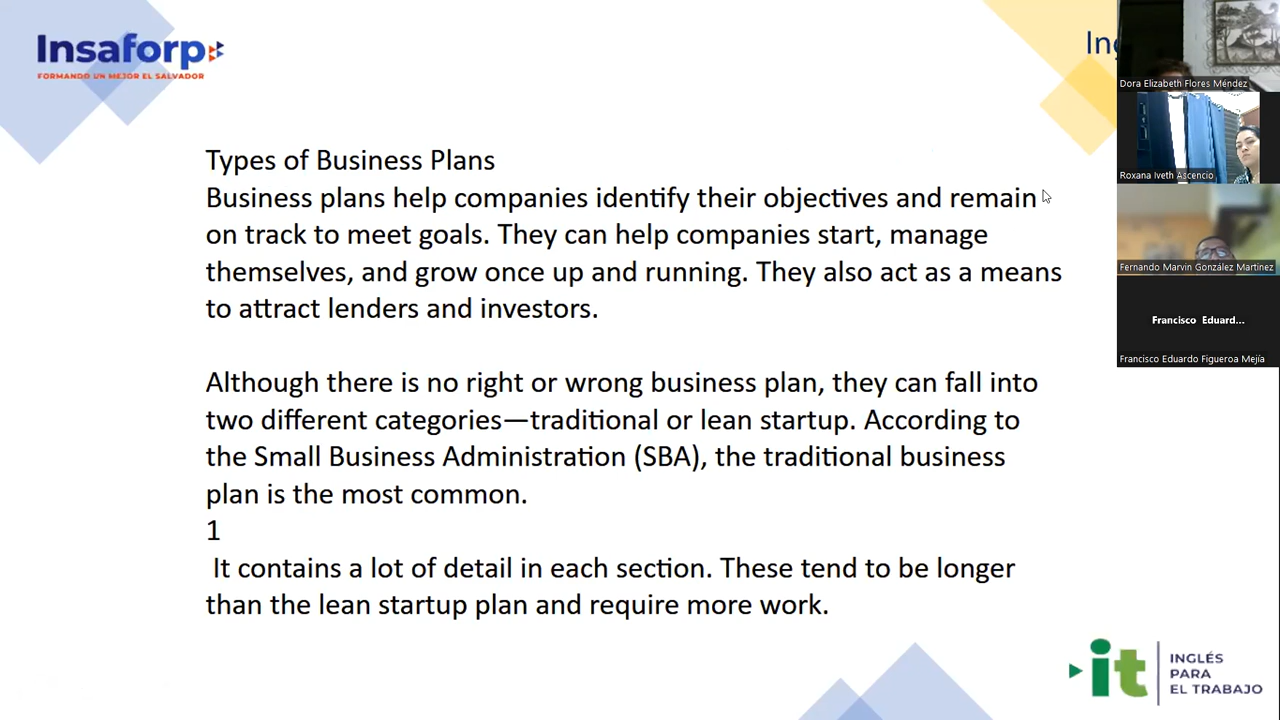 Insaforp
FORMANDO UN MEJOR EL SALVADOR
Types of Business Plans
Business plans help companies identify their objectives and remain
on track to meet goals. They can help companies start, manage
themselves, and grow once up and running. They also act as a means
to attract lenders and investors.
Although there is no right or wrong business plan, they can fall into
two different categories—traditional or lean startup. According to
the Small Business Administration (SBA), the traditional business
plan is the most common.
1
It contains a lot of detail in each section. These tend to be longer
than the lean startup plan and require more work.
Dora Elizabeth Flores Méndez
Roxana Iveth Ascencio
Fernando Marvin González Martinez
Francisco Eduard...
Francisco Eduardo Figueroa Mejía
it
INGLÉS
PARA
EL TRABAJO